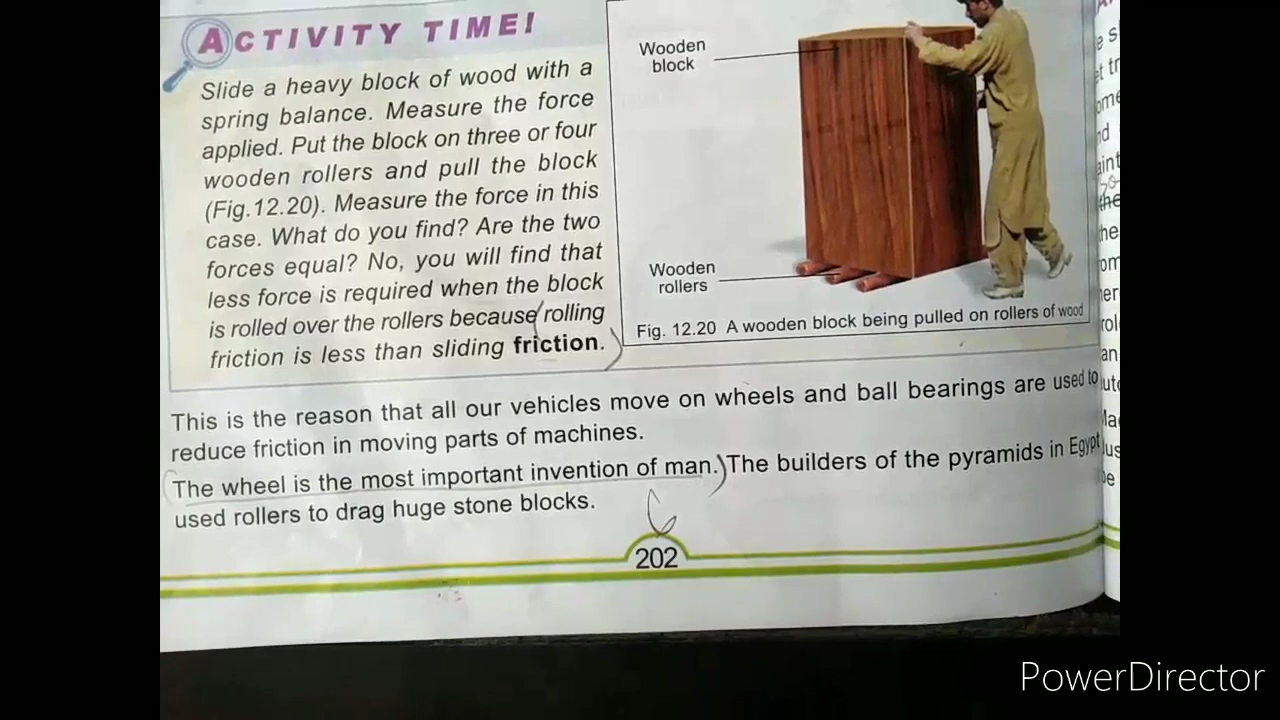 ACTIVITY TIME!
Slide a heavy block of wood with a
spring balance. Measure the force
applied. Put the block on three or four
wooden rollers and pull the block
(Fig.12.20). Measure the force in this
case. What do you find? Are the two
forces equal? No, you will find that
less force is required when the block
is rolled over the rollers because rolling
friction is less than sliding friction.
Wooden
block
Wooden
rollers
Fig. 12.20 A wooden block being pulled on rollers of wood
This is the reason that all our vehicles move on wheels and ball bearings are used to
reduce friction in moving parts of machines.
The wheel is the most important invention of man. The builders of the pyramids in Egypt
used rollers to drag huge stone blocks.
202
PowerDirector